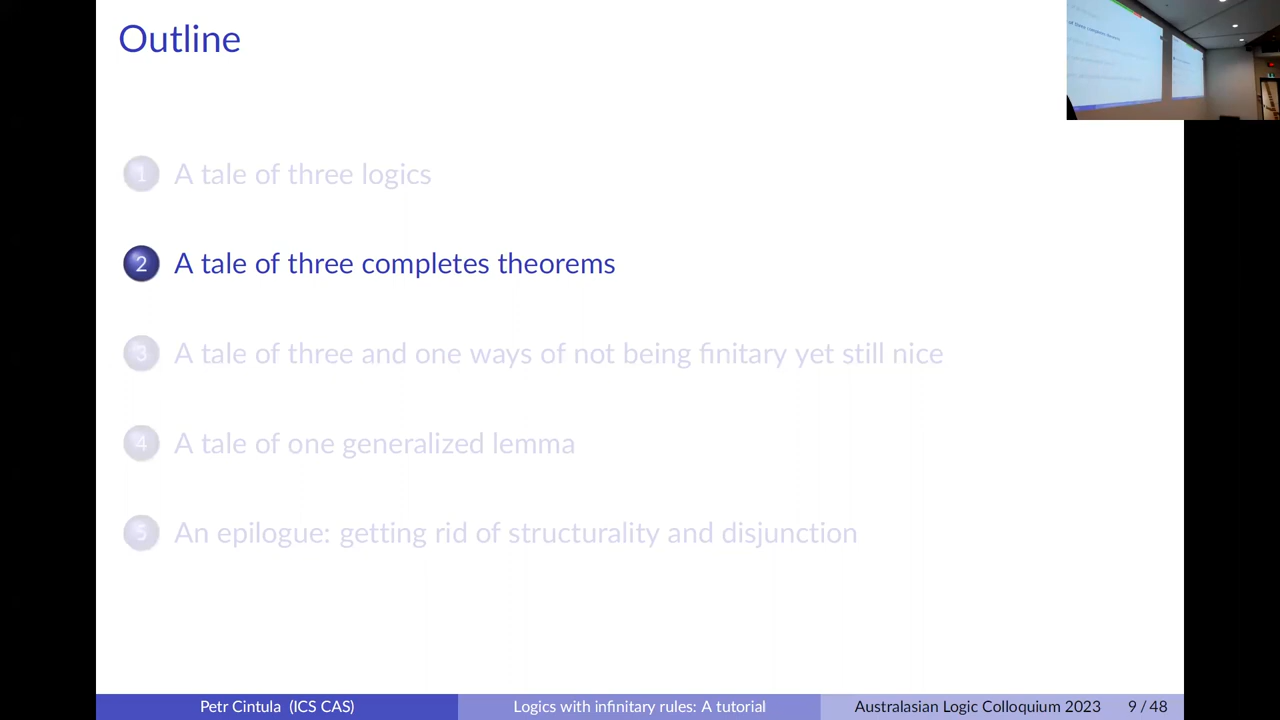 Outline
1 A tale of three logics
2 A tale of three completes theorems
3 A tale of three and one ways of not being finitary yet still nice
4 A tale of one generalized lemma
5 An epilogue: getting rid of structurality and disjunction
Petr Cintula (ICS CAS) Logics with infinitary rules: A tutorial Australasian Logic Colloquium 2023 9 / 48